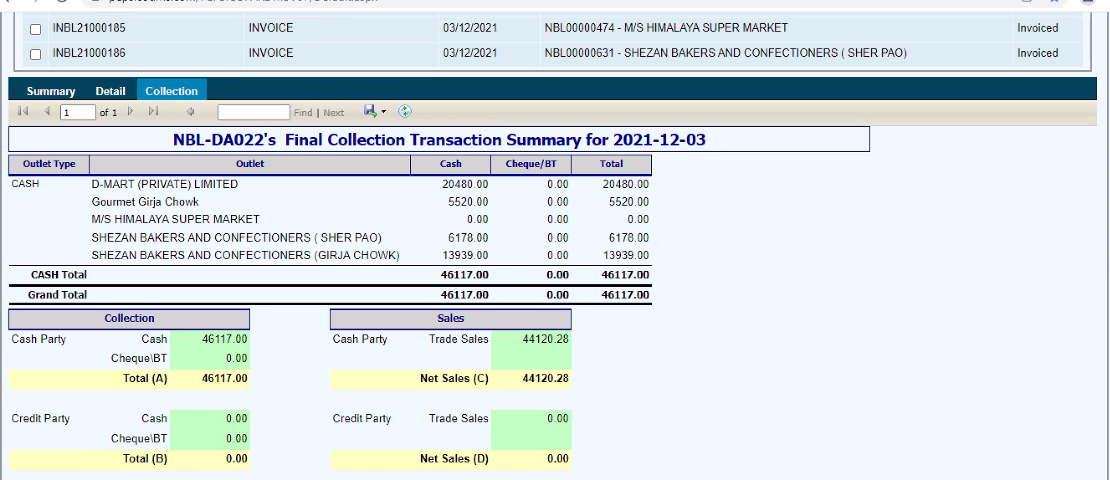 INBL21000185 INVOICE 03/12/2021 NBL00000474 - M/S HIMALAYA SUPER MARKET Invoiced
INBL21000186 INVOICE 03/12/2021 NBL00000631 - SHEZAN BAKERS AND CONFECTIONERS ( SHER PAO) Invoiced
Summary Detail Collection
1 of 1 Find | Next
NBL-DA022's Final Collection Transaction Summary for 2021-12-03
Outlet Type Outlet Cash Cheque/BT Total
CASH D-MART (PRIVATE) LIMITED 20480.00 0.00 20480.00
Gourmet Girja Chowk 5520.00 0.00 5520.00
M/S HIMALAYA SUPER MARKET 0.00 0.00 0.00
SHEZAN BAKERS AND CONFECTIONERS ( SHER PAO) 6178.00 0.00 6178.00
SHEZAN BAKERS AND CONFECTIONERS (GIRJA CHOWK) 13939.00 0.00 13939.00
CASH Total 46117.00 0.00 46117.00
Grand Total 46117.00 0.00 46117.00
Collection Sales
Cash Party Cash 46117.00 Cash Party Trade Sales 44120.28
Cheque\BT 0.00
Total (A) 46117.00 Net Sales (C) 44120.28
Credit Party Cash 0.00 Credit Party Trade Sales 0.00
Cheque\BT 0.00
Total (B) 0.00 Net Sales (D) 0.00